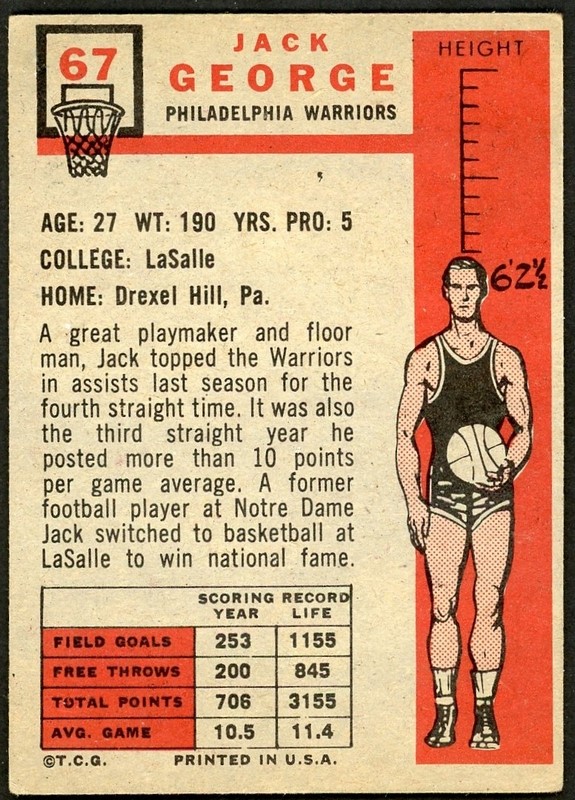 67
JACK
GEORGE
PHILADELPHIA WARRIORS
HEIGHT
6'2½
AGE: 27 WT: 190 YRS. PRO: 5
COLLEGE: LaSalle
HOME: Drexel Hill, Pa.
A great playmaker and floor
man, Jack topped the Warriors
in assists last season for the
fourth straight time. It was also
the third straight year he
posted more than 10 points
per game average. A former
football player at Notre Dame
Jack switched to basketball at
LaSalle to win national fame.
SCORING RECORD
YEAR LIFE
FIELD GOALS 253 1155
FREE THROWS 200 845
TOTAL POINTS 706 3155
AVG. GAME 10.5 11.4
©T.C.G. PRINTED IN U.S.A.